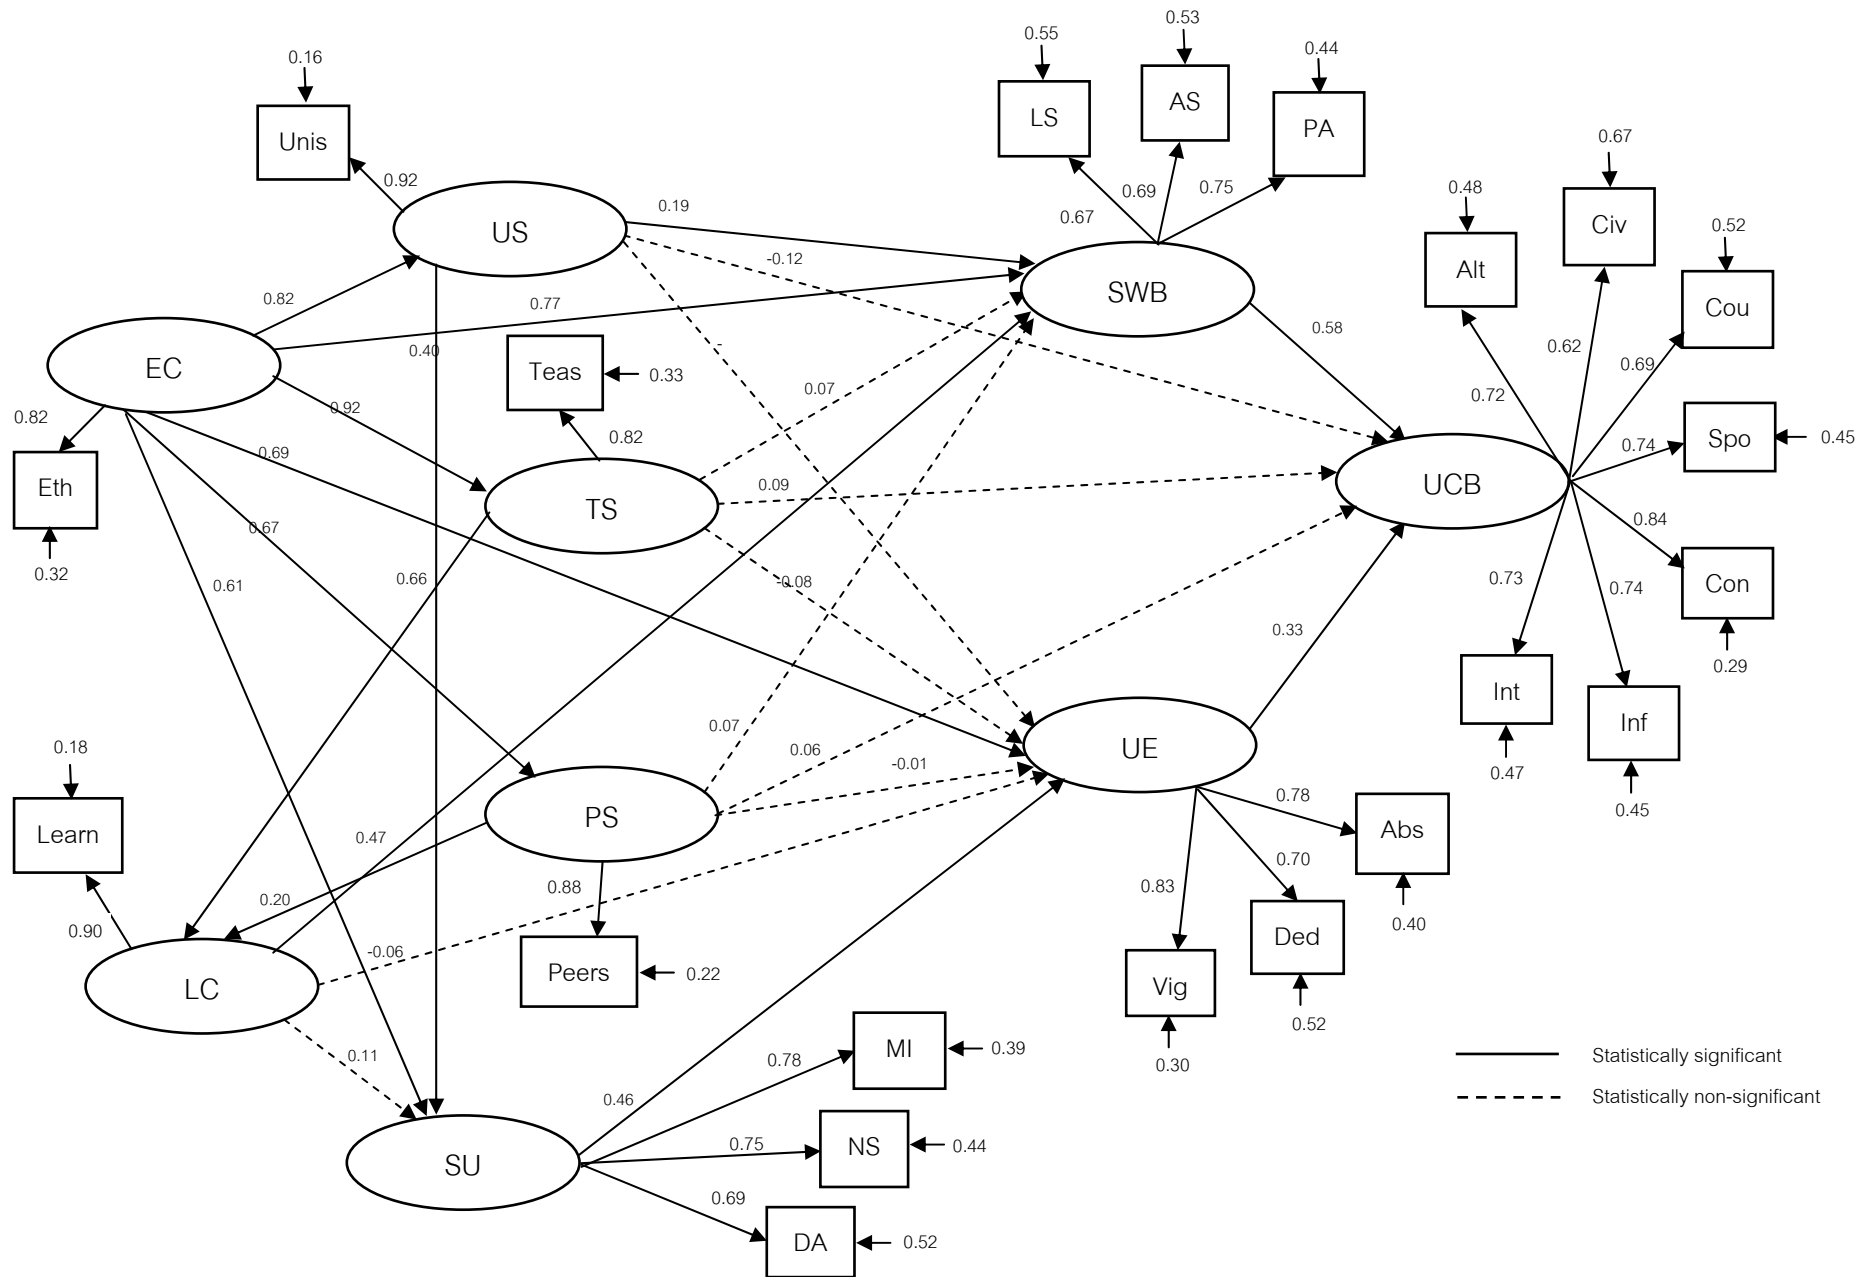 0.53
0.55
0.44
0.16
AS
LS
PA
0.67
Unis
0.92
0.69
0.75
0.48
0.67
0.19
Civ
0.52
US
-0.12
Alt
0.82
0.77
SWB
Cou
0.58
0.40
-
0.62
EC
Teas
0.33
0.69
0.07
0.72
0.82
0.92
0.82
0.74
Spo
0.45
0.69
Eth
TS
0.09
UCB
0.67
0.84
0.32
0.61
0.66
-0.08
0.73
0.74
Con
0.33
0.29
Int
0.18
0.07
0.06
-0.01
UE
Inf
0.47
0.78
0.45
Learn
0.47
PS
Abs
0.70
0.88
0.83
0.20
0.90
0.40
-0.06
Ded
Peers
0.22
LC
Vig
0.52
0.11
MI
0.39
0.78
0.30
Statistically significant
0.46
Statistically non-significant
0.75
NS
0.44
SU
0.69
DA
0.52